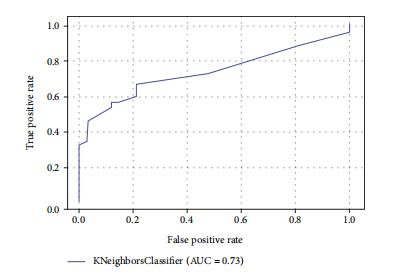 1.0
0.8
0.6
0.4
0.2
0.0
True positive rate
0.0 0.2 0.4 0.6 0.8 1.0
False positive rate
KNeighborsClassifier (AUC = 0.73)